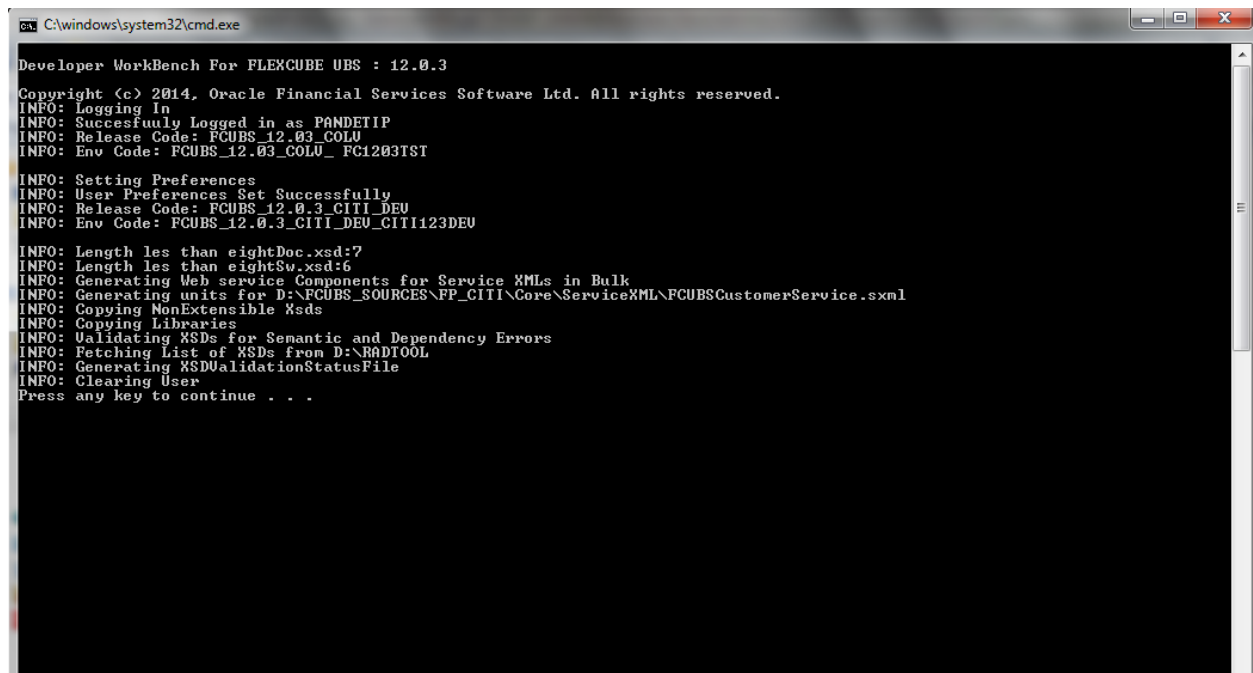 C:\windows\system32\cmd.exe
Developer WorkBench For FLEXCUBE UBS : 12.0.3
Copyright (c) 2014, Oracle Financial Services Software Ltd. All rights reserved.
INFO: Logging In
INFO: Succesfuuly Logged in as PANDETIP
INFO: Release Code: FCUBS_12.03_COLV
INFO: Env Code: FCUBS_12.03_COLV_ FC1203TST
INFO: Setting Preferences
INFO: User Preferences Set Successfully
INFO: Release Code: FCUBS_12.0.3_CITI_DEV
INFO: Env Code: FCUBS_12.0.3_CITI_DEV_CITI123DEV
INFO: Length les than eightDoc.xsd:7
INFO: Length les than eightSw.xsd:6
INFO: Generating Web service Components for Service XMLs in Bulk
INFO: Generating units for D:\FCUBS_SOURCES\FP_CITI\Core\ServiceXML\FCUBSCustomerService.sxml
INFO: Copying NonExtensible Xsds
INFO: Copying Libraries
INFO: Validating XSDs for Semantic and Dependency Errors
INFO: Fetching List of XSDs from D:\RADTOOL
INFO: Generating XSDValidationStatusFile
INFO: Clearing User
Press any key to continue . . .